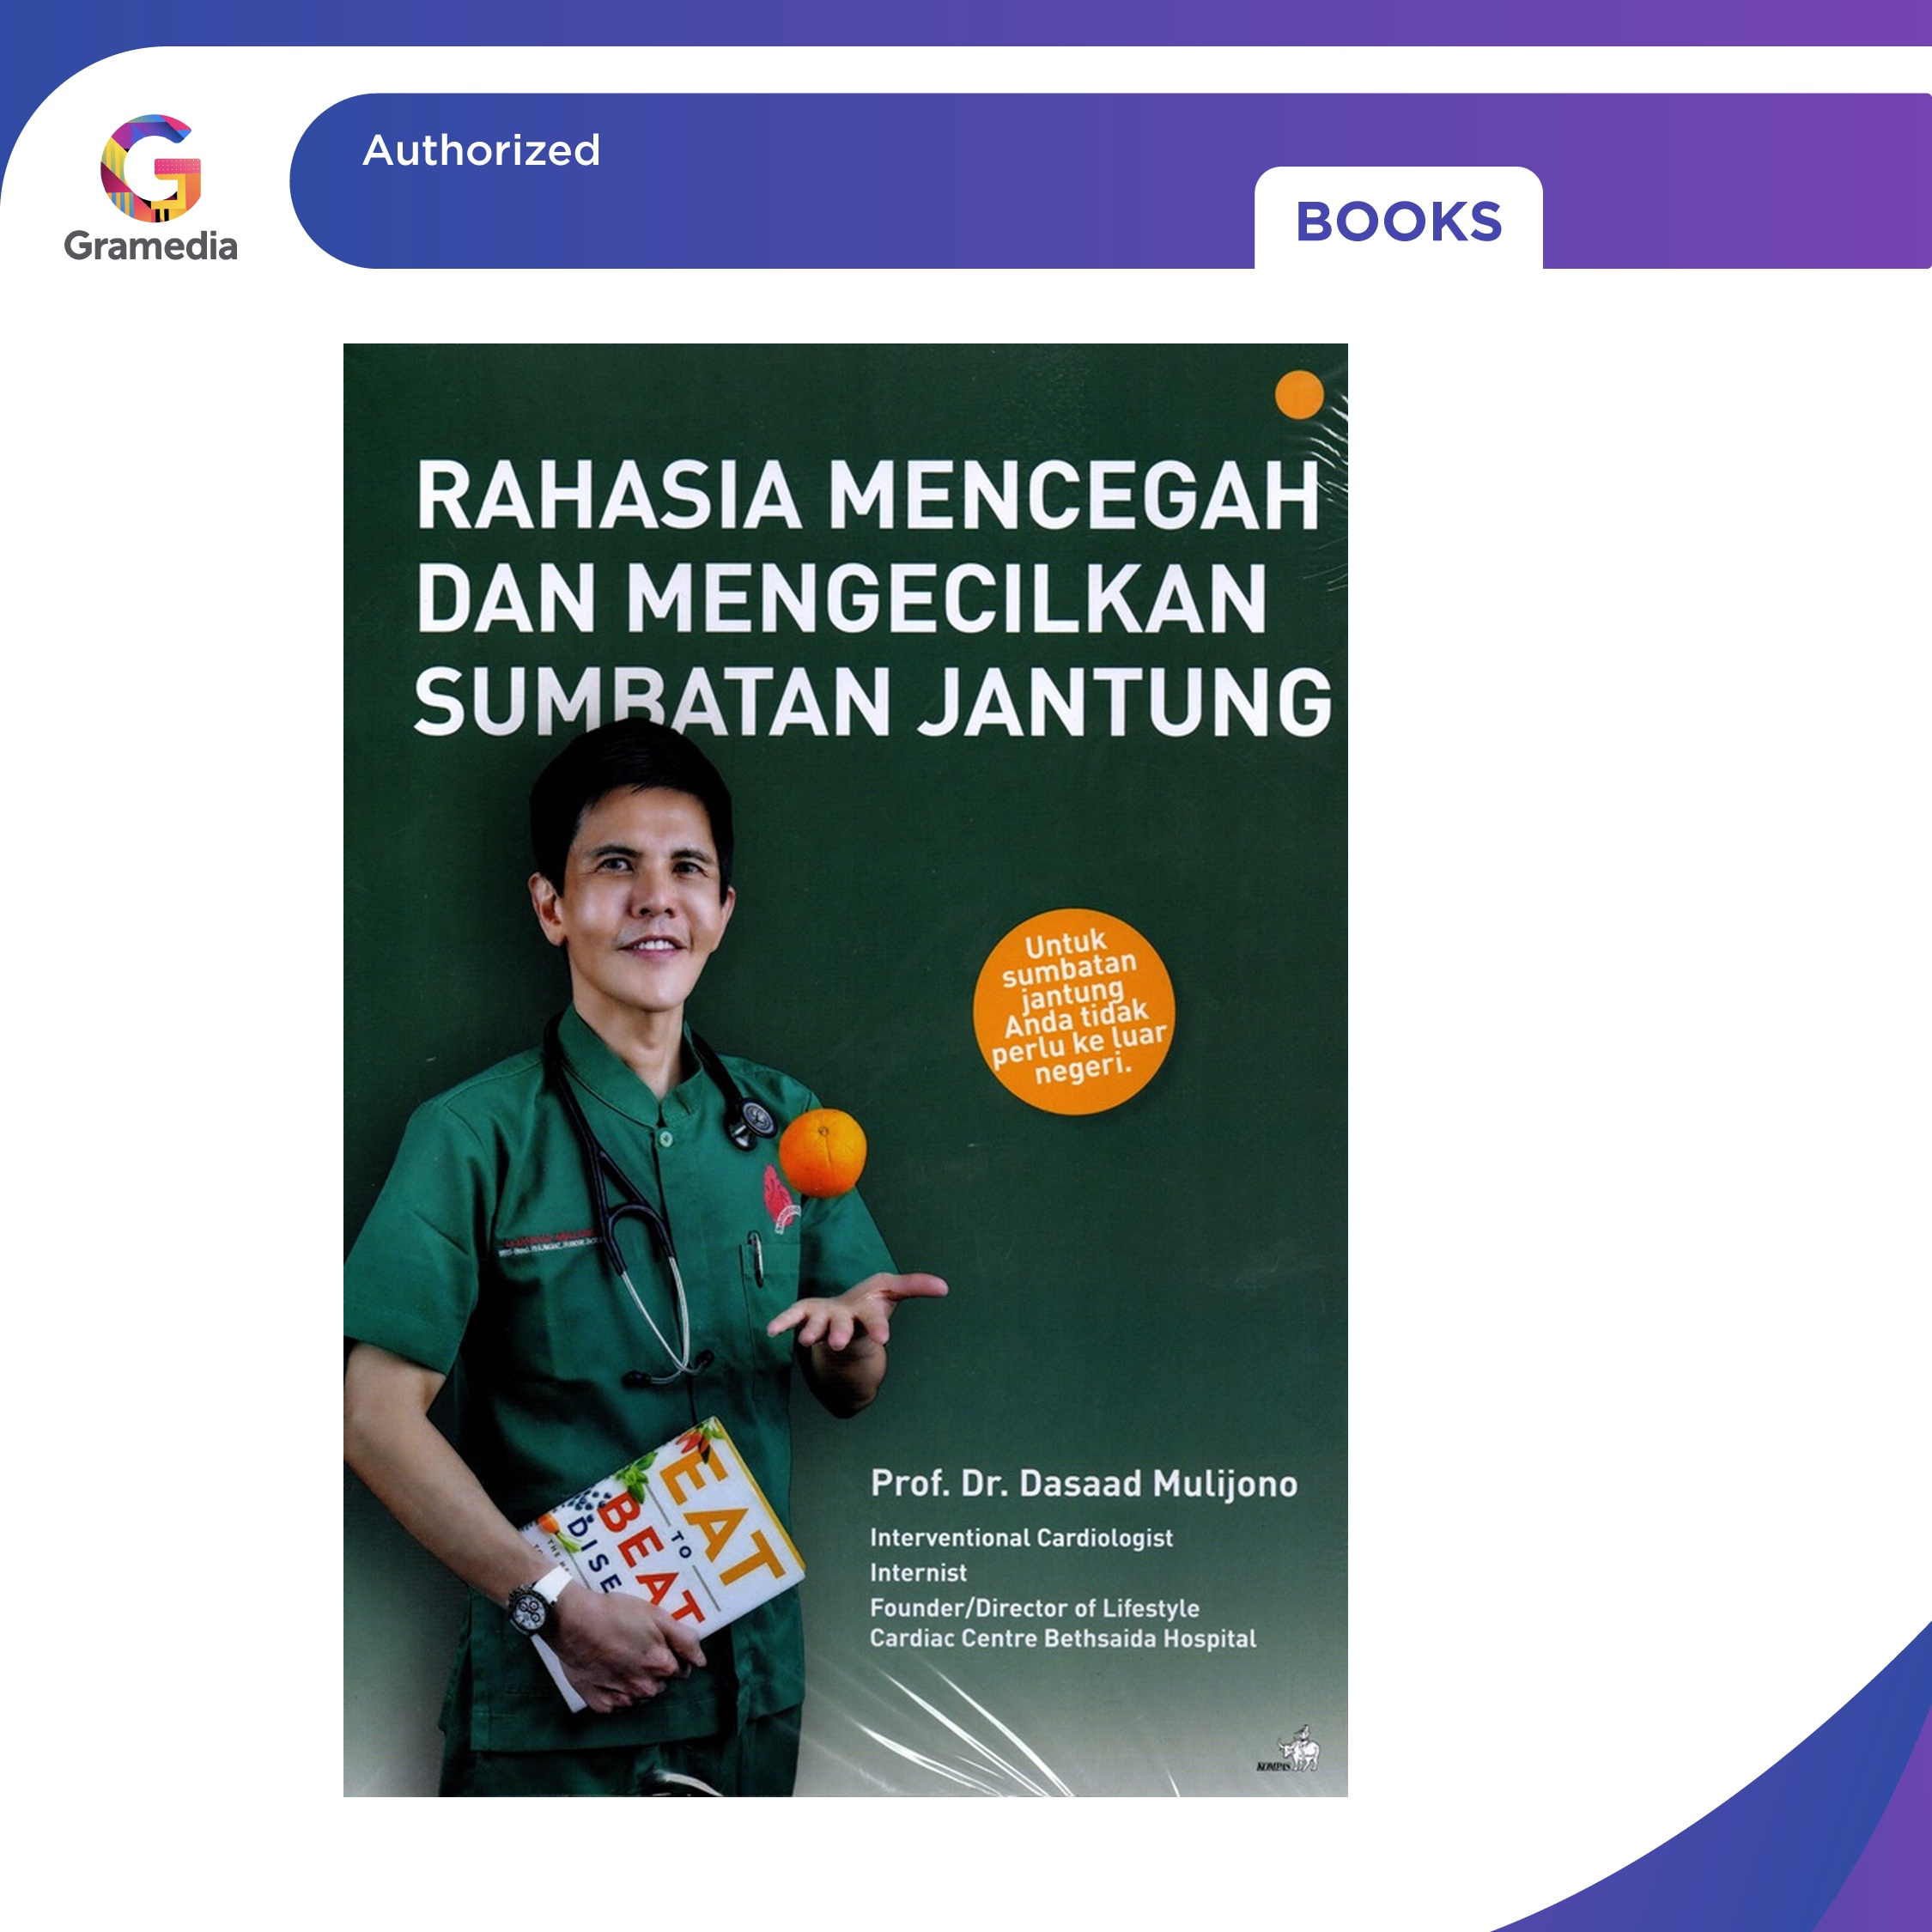 Gramedia
Authorized
BOOKS
RAHASIA MENCEGAH
DAN MENGECILKAN
SUMBATAN JANTUNG
Untuk
sumbatan
jantung
Anda tidak
perlu ke luar
negeri.
EAT
TO
BEAT
DISE
Prof. Dr. Dasaad Mulijono
Interventional Cardiologist
Internist
Founder/Director of Lifestyle
Cardiac Centre Bethsaida Hospital
KOMPAS